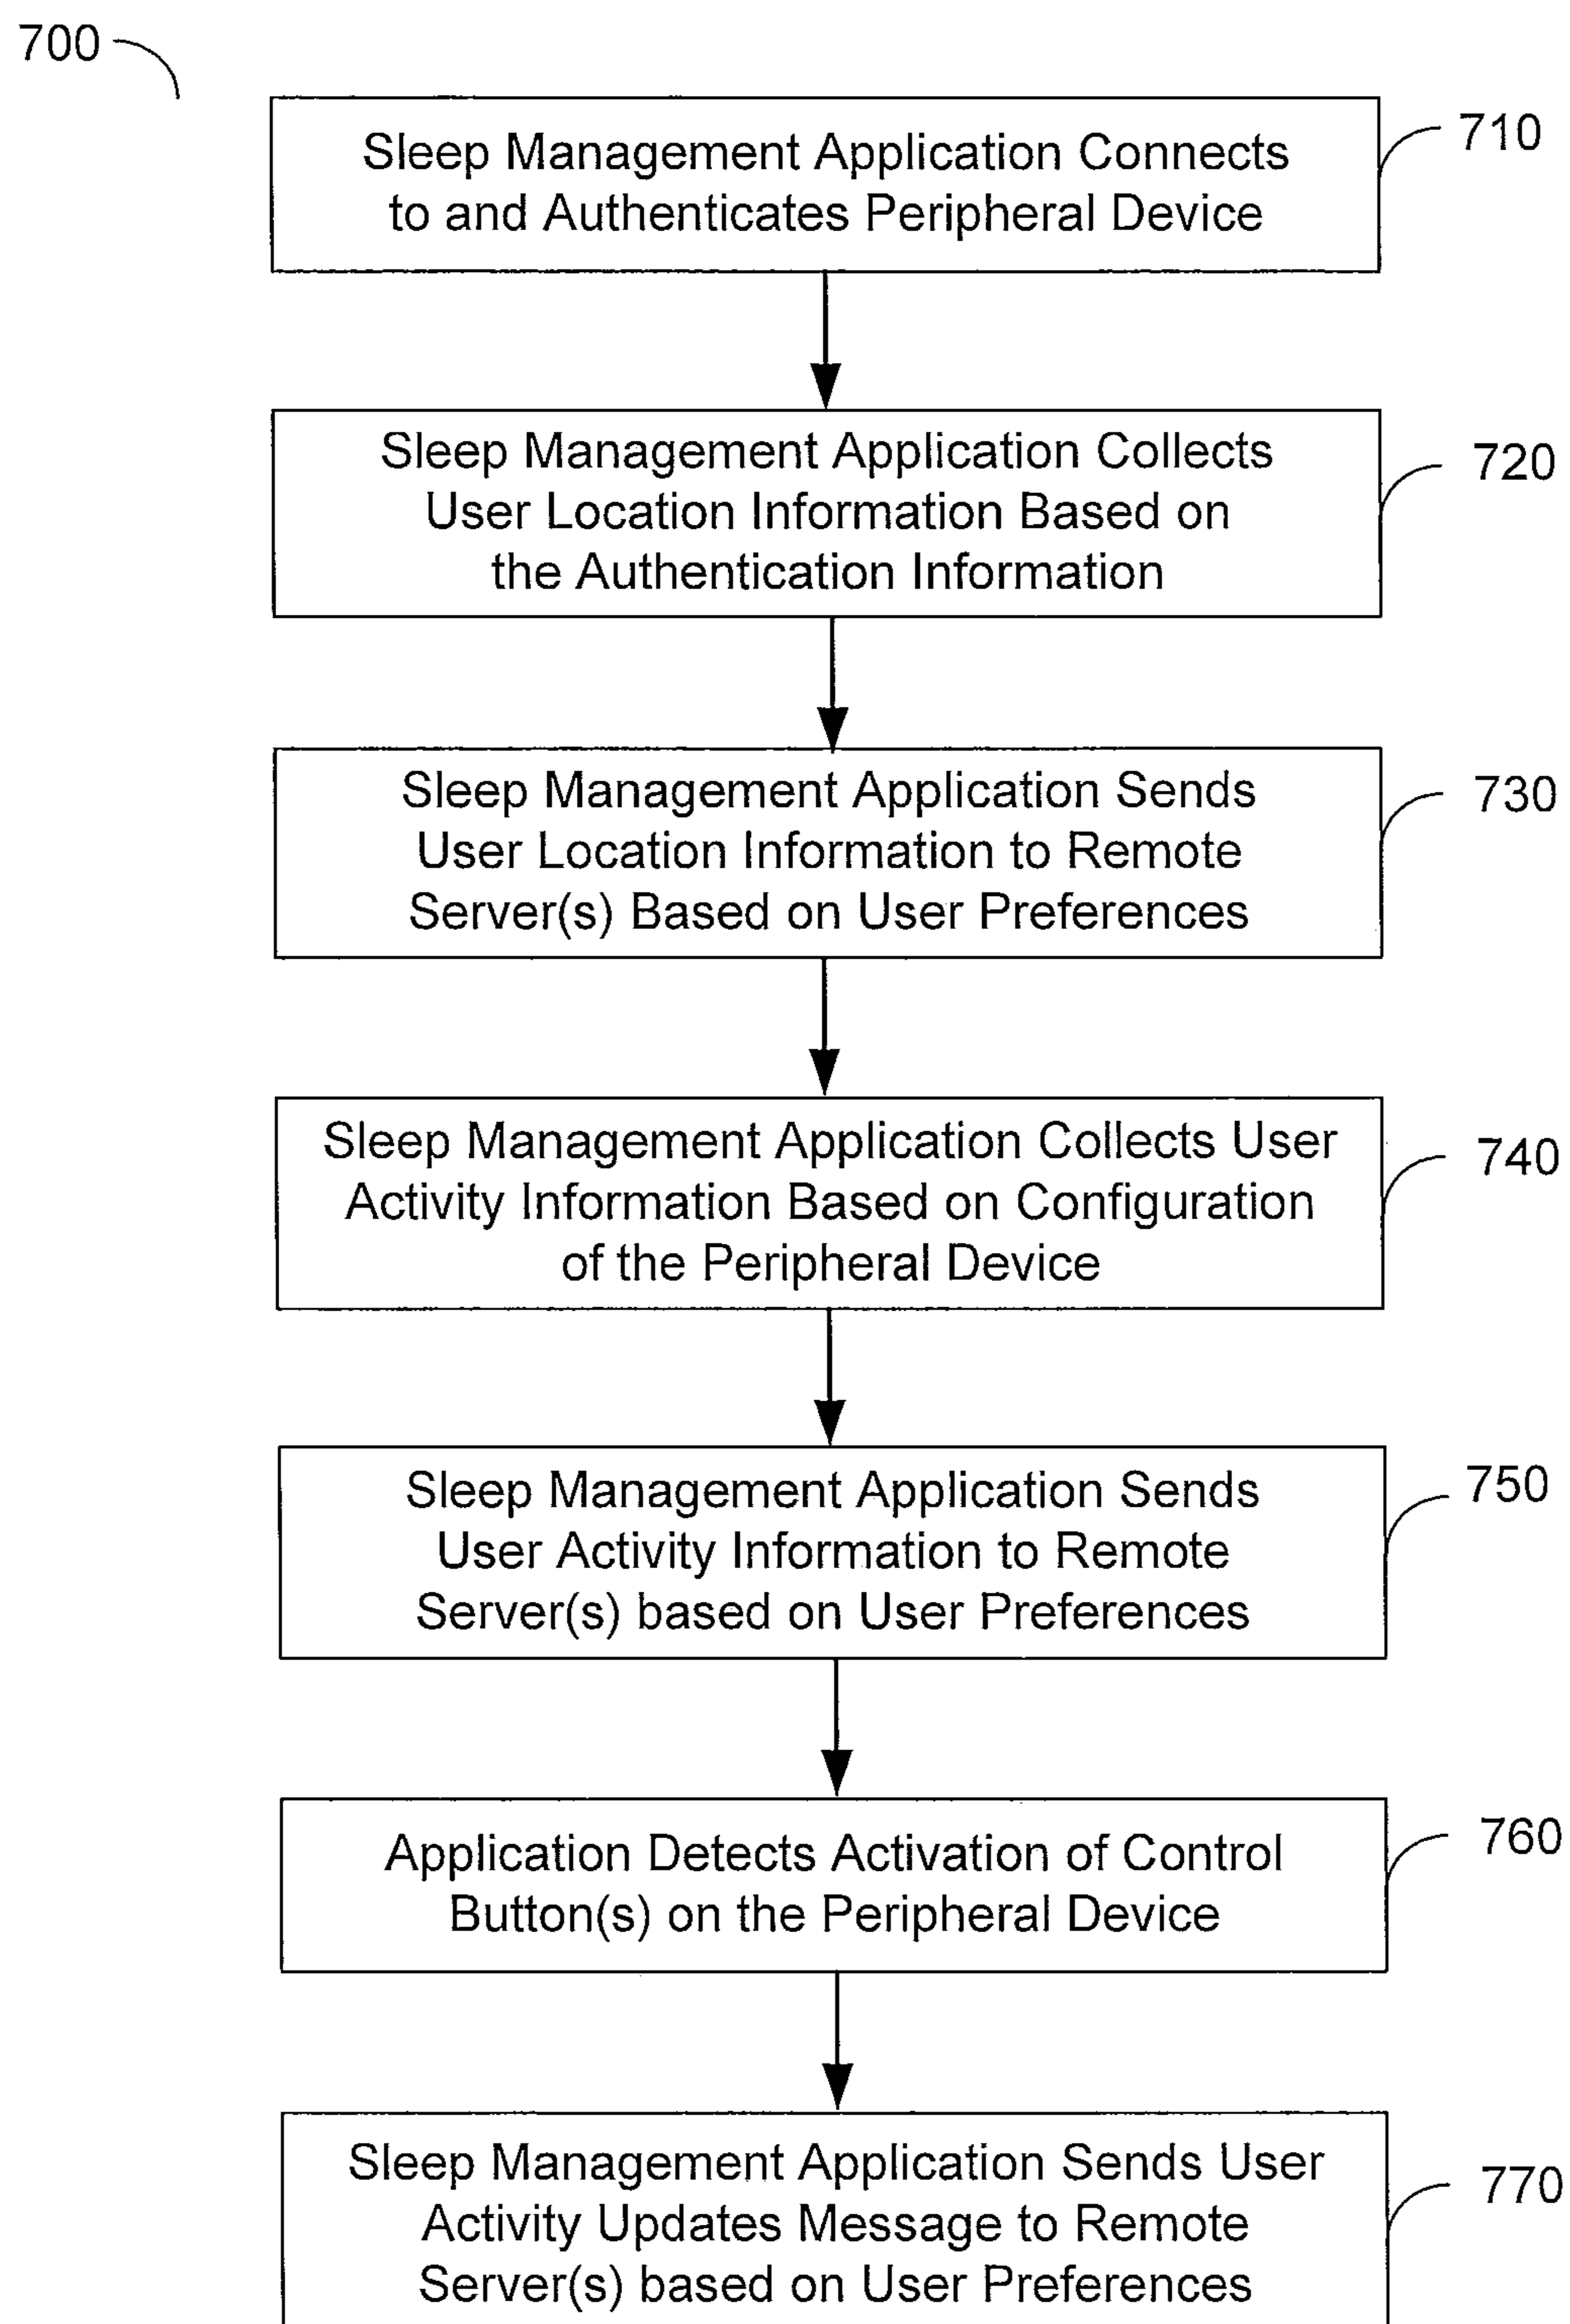 700
Sleep Management Application Connects
to and Authenticates Peripheral Device
710
Sleep Management Application Collects
User Location Information Based on
the Authentication Information
720
Sleep Management Application Sends
User Location Information to Remote
Server(s) Based on User Preferences
730
Sleep Management Application Collects User
Activity Information Based on Configuration
of the Peripheral Device
740
Sleep Management Application Sends
User Activity Information to Remote
Server(s) based on User Preferences
750
Application Detects Activation of Control
Button(s) on the Peripheral Device
760
Sleep Management Application Sends User
Activity Updates Message to Remote
Server(s) based on User Preferences
770